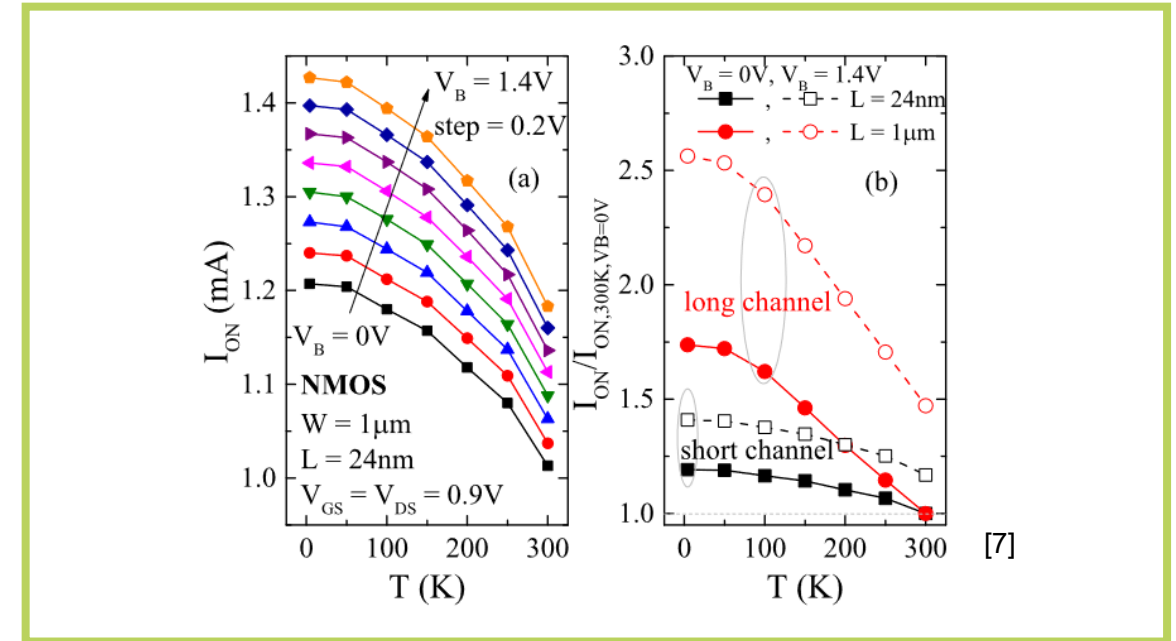 V_B = 1.4V
step = 0.2V
(a)
V_B = 0V
NMOS
W = 1μm
L = 24nm
V_GS = V_DS = 0.9V
1.4
1.3
1.2
1.1
1.0
I_ON (mA)
0 100 200 300
T (K)
V_B = 0V, V_B = 1.4V
, L = 24nm
, L = 1μm
(b)
long channel
short channel
3.0
2.5
2.0
1.5
1.0
I_ON/I_ON,300K,VB=0V
0 100 200 300
T (K)
[7]